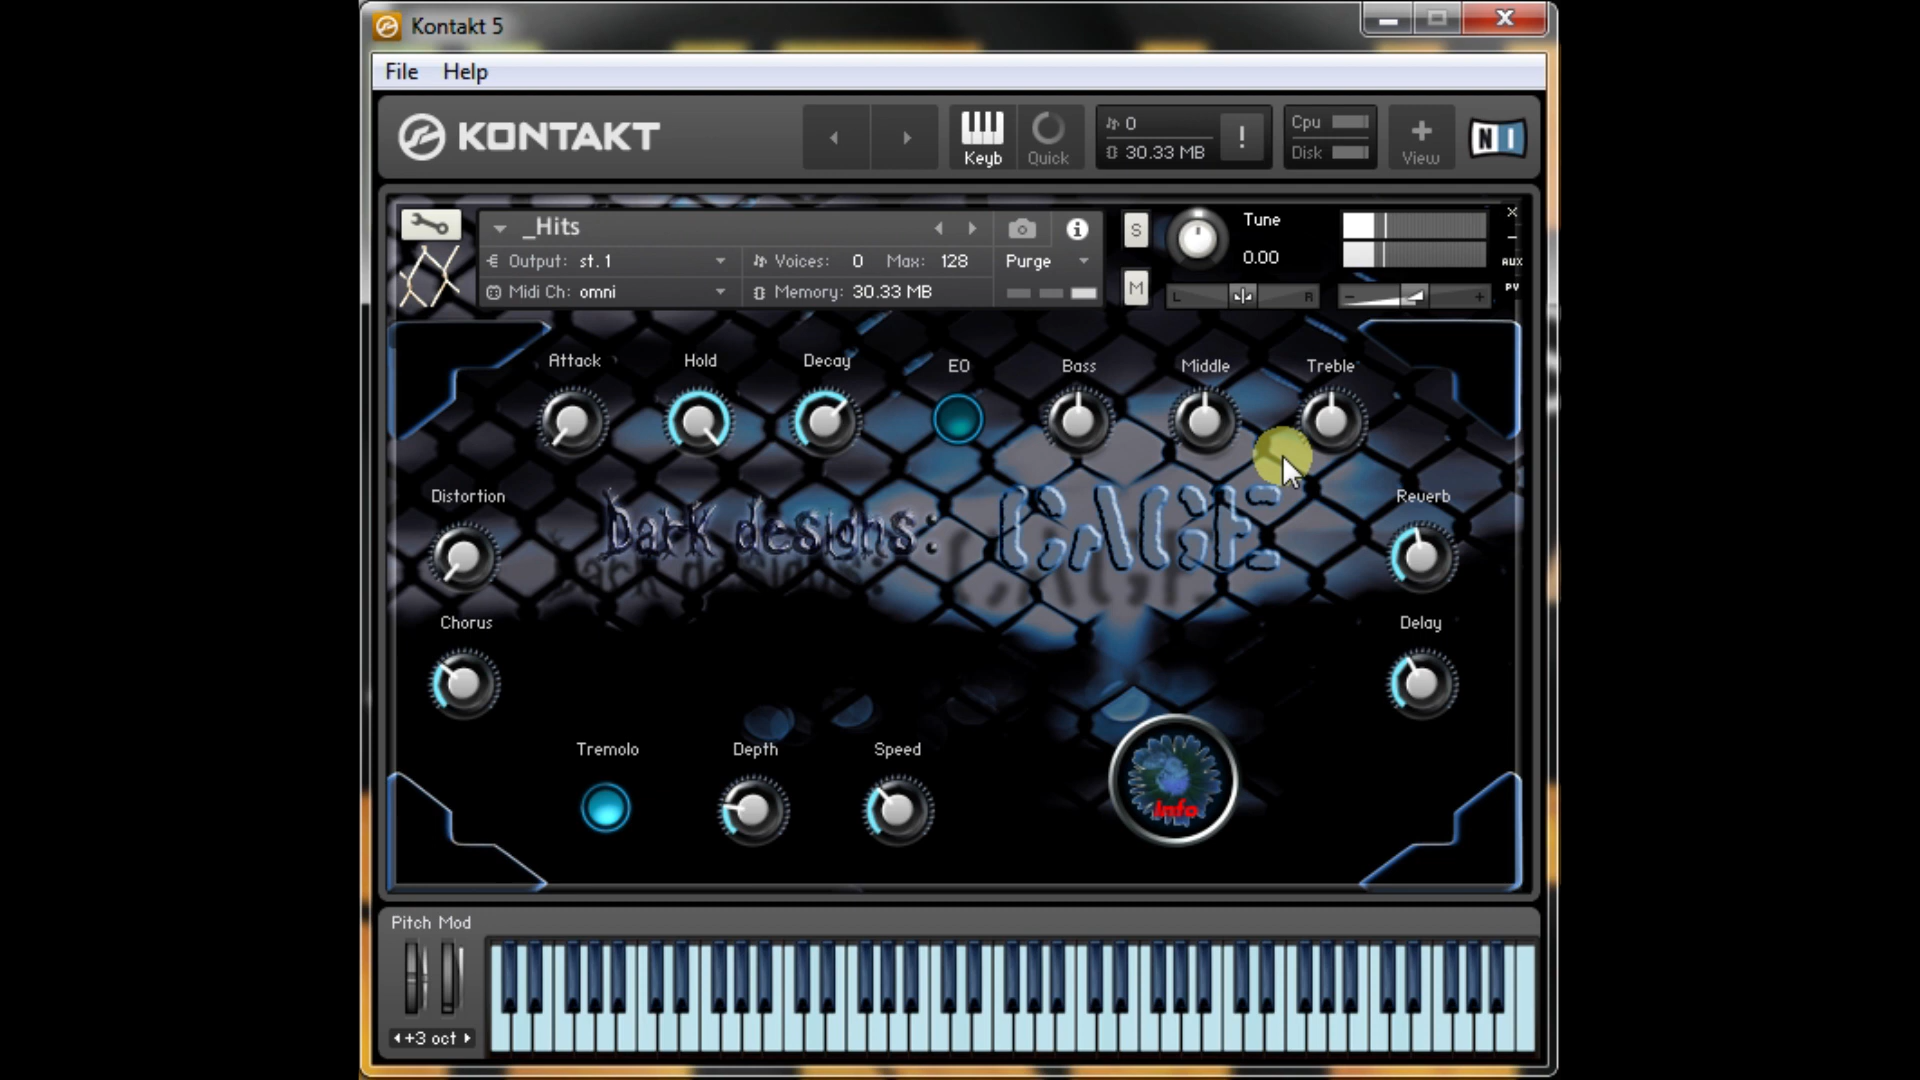 Kontakt 5
File Help
KONTAKT
Keyb
Quick
0
30.33 MB
!
Cpu
Disk
View
NI
_Hits
Output: st. 1
Voices: 0 Max: 128
Purge
Midi Ch: omni
Memory: 30.33 MB
S
M
Tune
0.00
L R
- +
x
-
AUX
PV
Attack Hold Decay EQ Bass Middle Treble
Distortion
Dark designs: CAGE
Reverb
Chorus
Delay
Tremolo Depth Speed
Info
Pitch Mod
+3 oct